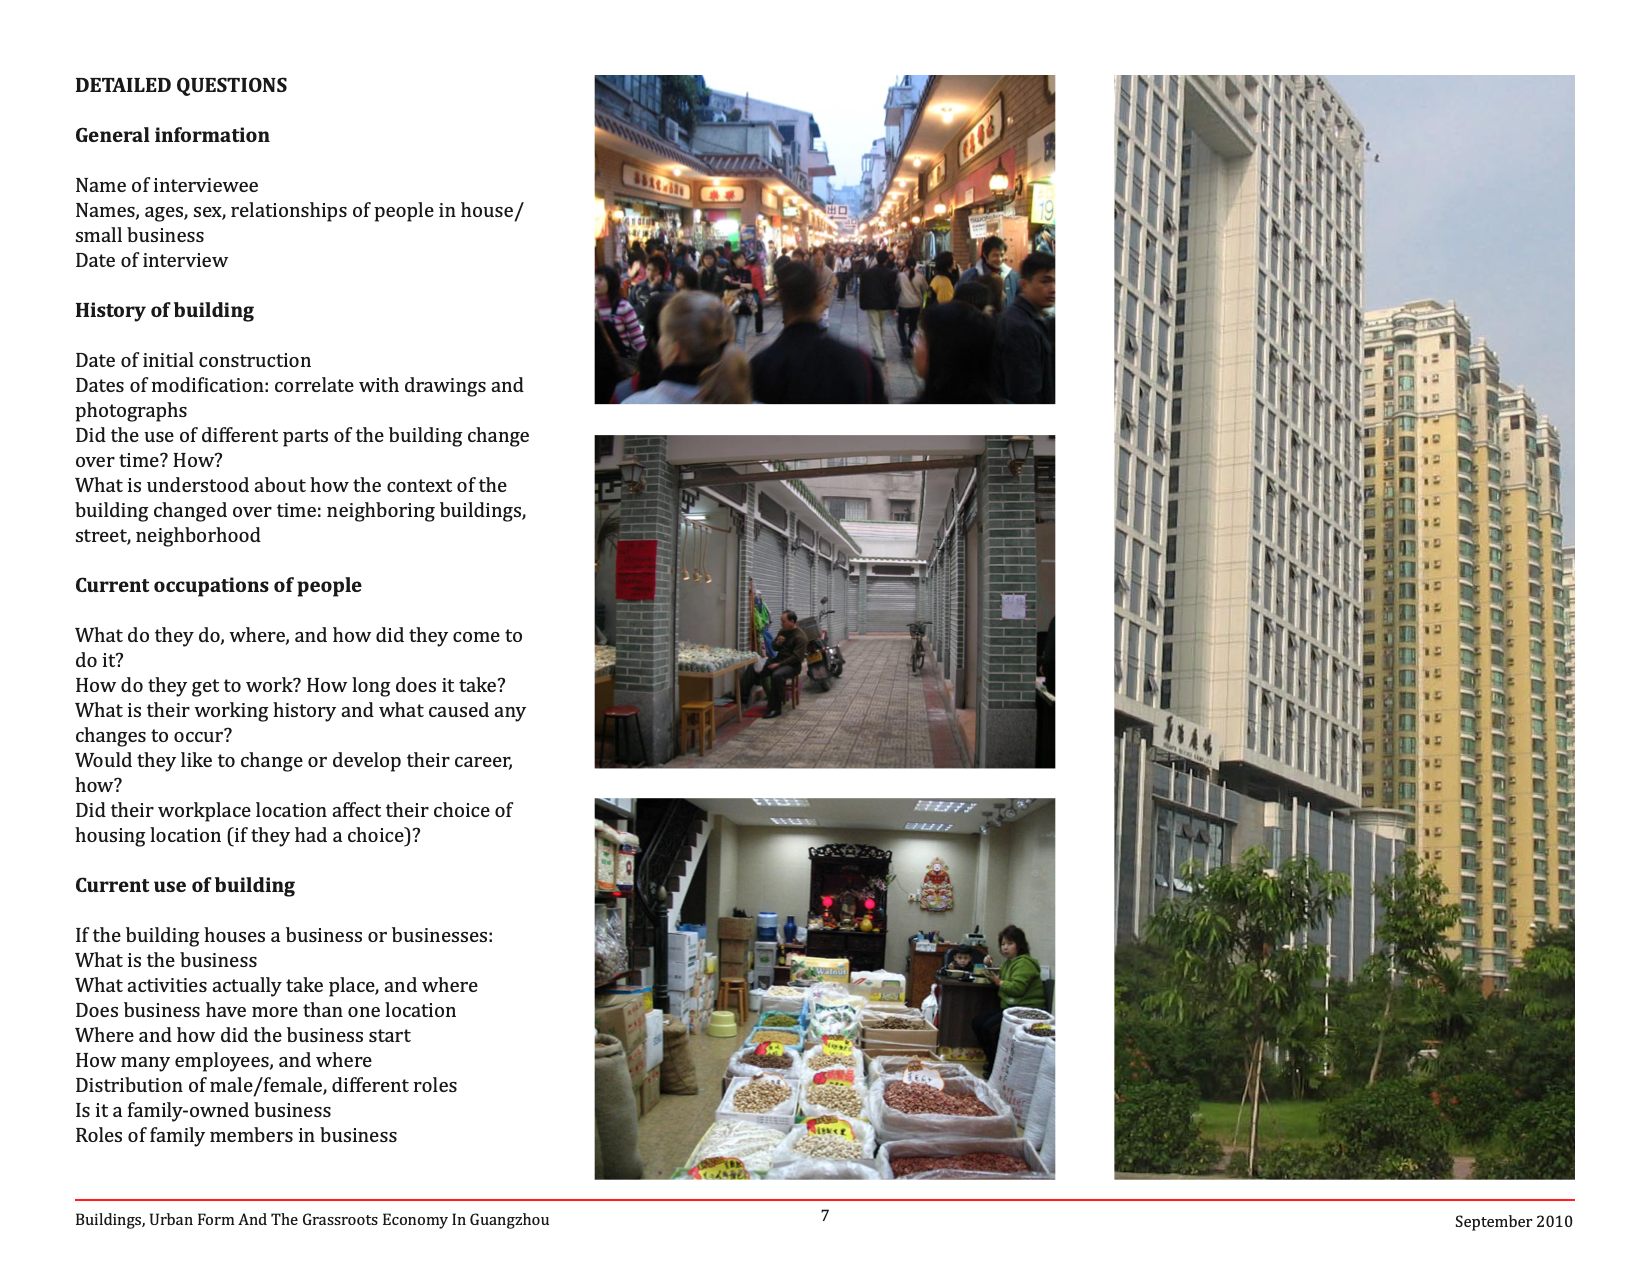 DETAILED QUESTIONS
General information
Name of interviewee
Names, ages, sex, relationships of people in house/
small business
Date of interview
History of building
Date of initial construction
Dates of modification: correlate with drawings and
photographs
Did the use of different parts of the building change
over time? How?
What is understood about how the context of the
building changed over time: neighboring buildings,
street, neighborhood
Current occupations of people
What do they do, where, and how did they come to
do it?
How do they get to work? How long does it take?
What is their working history and what caused any
changes to occur?
Would they like to change or develop their career,
how?
Did their workplace location affect their choice of
housing location (if they had a choice)?
Current use of building
If the building houses a business or businesses:
What is the business
What activities actually take place, and where
Does business have more than one location
Where and how did the business start
How many employees, and where
Distribution of male/female, different roles
Is it a family-owned business
Roles of family members in business
出口
19
Walnut
Buildings, Urban Form And The Grassroots Economy In Guangzhou
7
September 2010